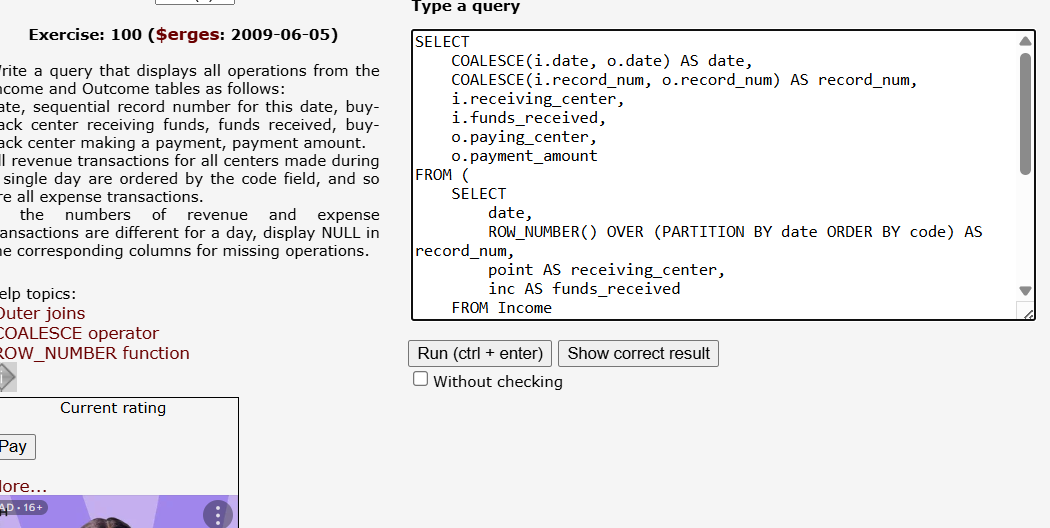 Exercise: 100 ($erges: 2009-06-05)
rite a query that displays all operations from the
ncome and Outcome tables as follows:
ate, sequential record number for this date, buy-
ack center receiving funds, funds received, buy-
ack center making a payment, payment amount.
ll revenue transactions for all centers made during
single day are ordered by the code field, and so
re all expense transactions.
the numbers of revenue and expense
ansactions are different for a day, display NULL in
he corresponding columns for missing operations.
elp topics:
Outer joins
COALESCE operator
ROW_NUMBER function
Current rating
Pay
ore...
AD • 16+
Type a query
SELECT
COALESCE(i.date, o.date) AS date,
COALESCE(i.record_num, o.record_num) AS record_num,
i.receiving_center,
i.funds_received,
o.paying_center,
o.payment_amount
FROM (
SELECT
date,
ROW_NUMBER() OVER (PARTITION BY date ORDER BY code) AS
record_num,
point AS receiving_center,
inc AS funds_received
FROM Income
Run (ctrl + enter)
Show correct result
Without checking